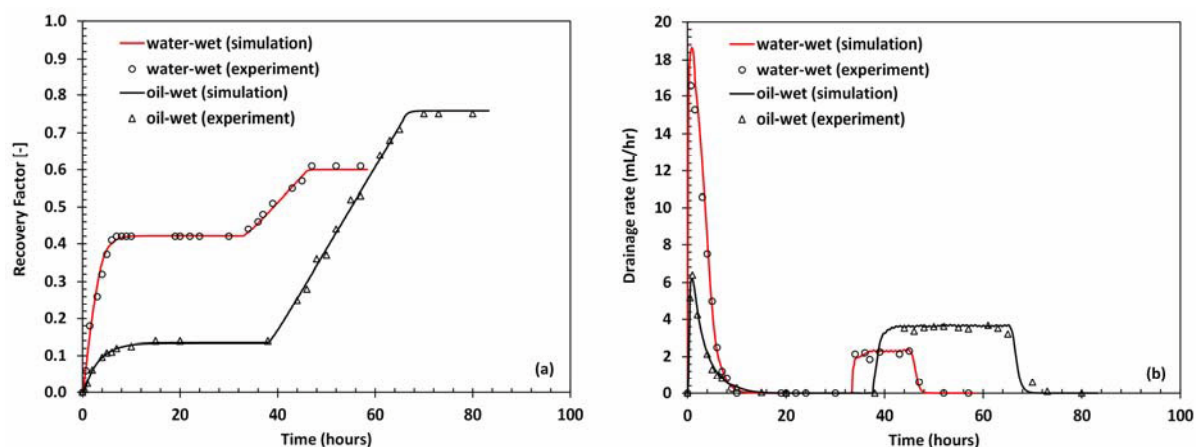 1.0
0.9
0.8
0.7
0.6
0.5
0.4
0.3
0.2
0.1
0.0
Recovery Factor [-]
water-wet (simulation)
water-wet (experiment)
oil-wet (simulation)
oil-wet (experiment)
(a)
0 20 40 60 80 100
Time (hours)
20
18
16
14
12
10
8
6
4
2
0
Drainage rate (mL/hr)
water-wet (simulation)
water-wet (experiment)
oil-wet (simulation)
oil-wet (experiment)
(b)
0 20 40 60 80 100
Time (hours)